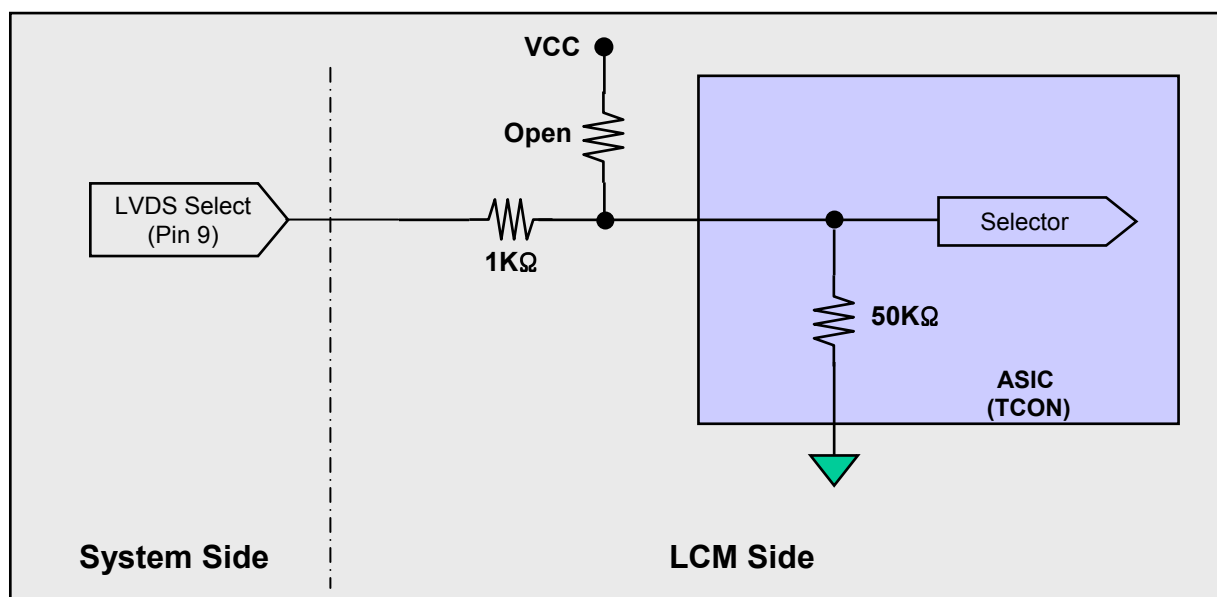 VCC
Open
LVDS Select
(Pin 9)
1KΩ
Selector
50KΩ
ASIC
(TCON)
System Side
LCM Side